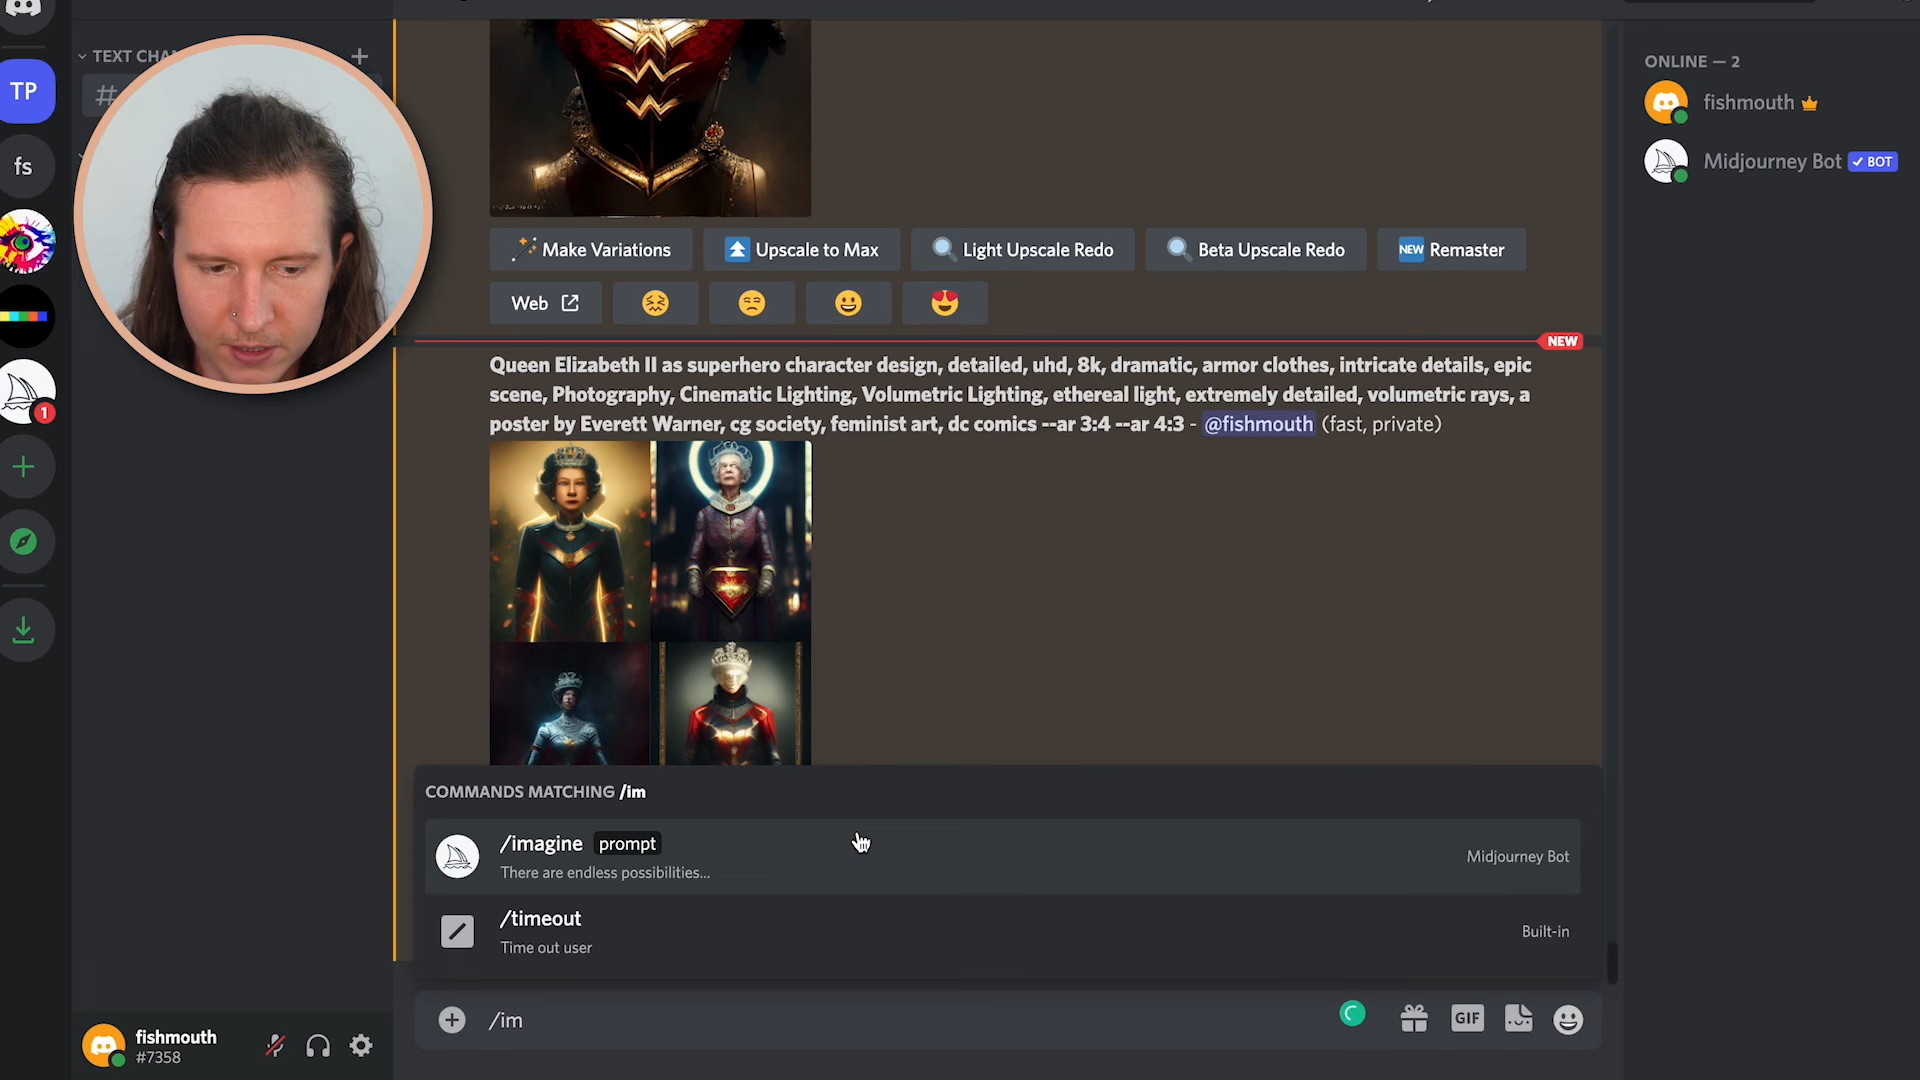 TEXT CHA
ONLINE — 2
TP
#
fishmouth
fs
Midjourney Bot ✓ BOT
Make Variations
Upscale to Max
Light Upscale Redo
Beta Upscale Redo
NEW Remaster
Web
NEW
Queen Elizabeth II as superhero character design, detailed, uhd, 8k, dramatic, armor clothes, intricate details, epic
scene, Photography, Cinematic Lighting, Volumetric Lighting, ethereal light, extremely detailed, volumetric rays, a
poster by Everett Warner, cg society, feminist art, dc comics --ar 3:4 --ar 4:3 - @fishmouth (fast, private)
1
COMMANDS MATCHING /im
/imagine prompt
There are endless possibilities...
Midjourney Bot
/timeout
Time out user
Built-in
/im
GIF
fishmouth
#7358